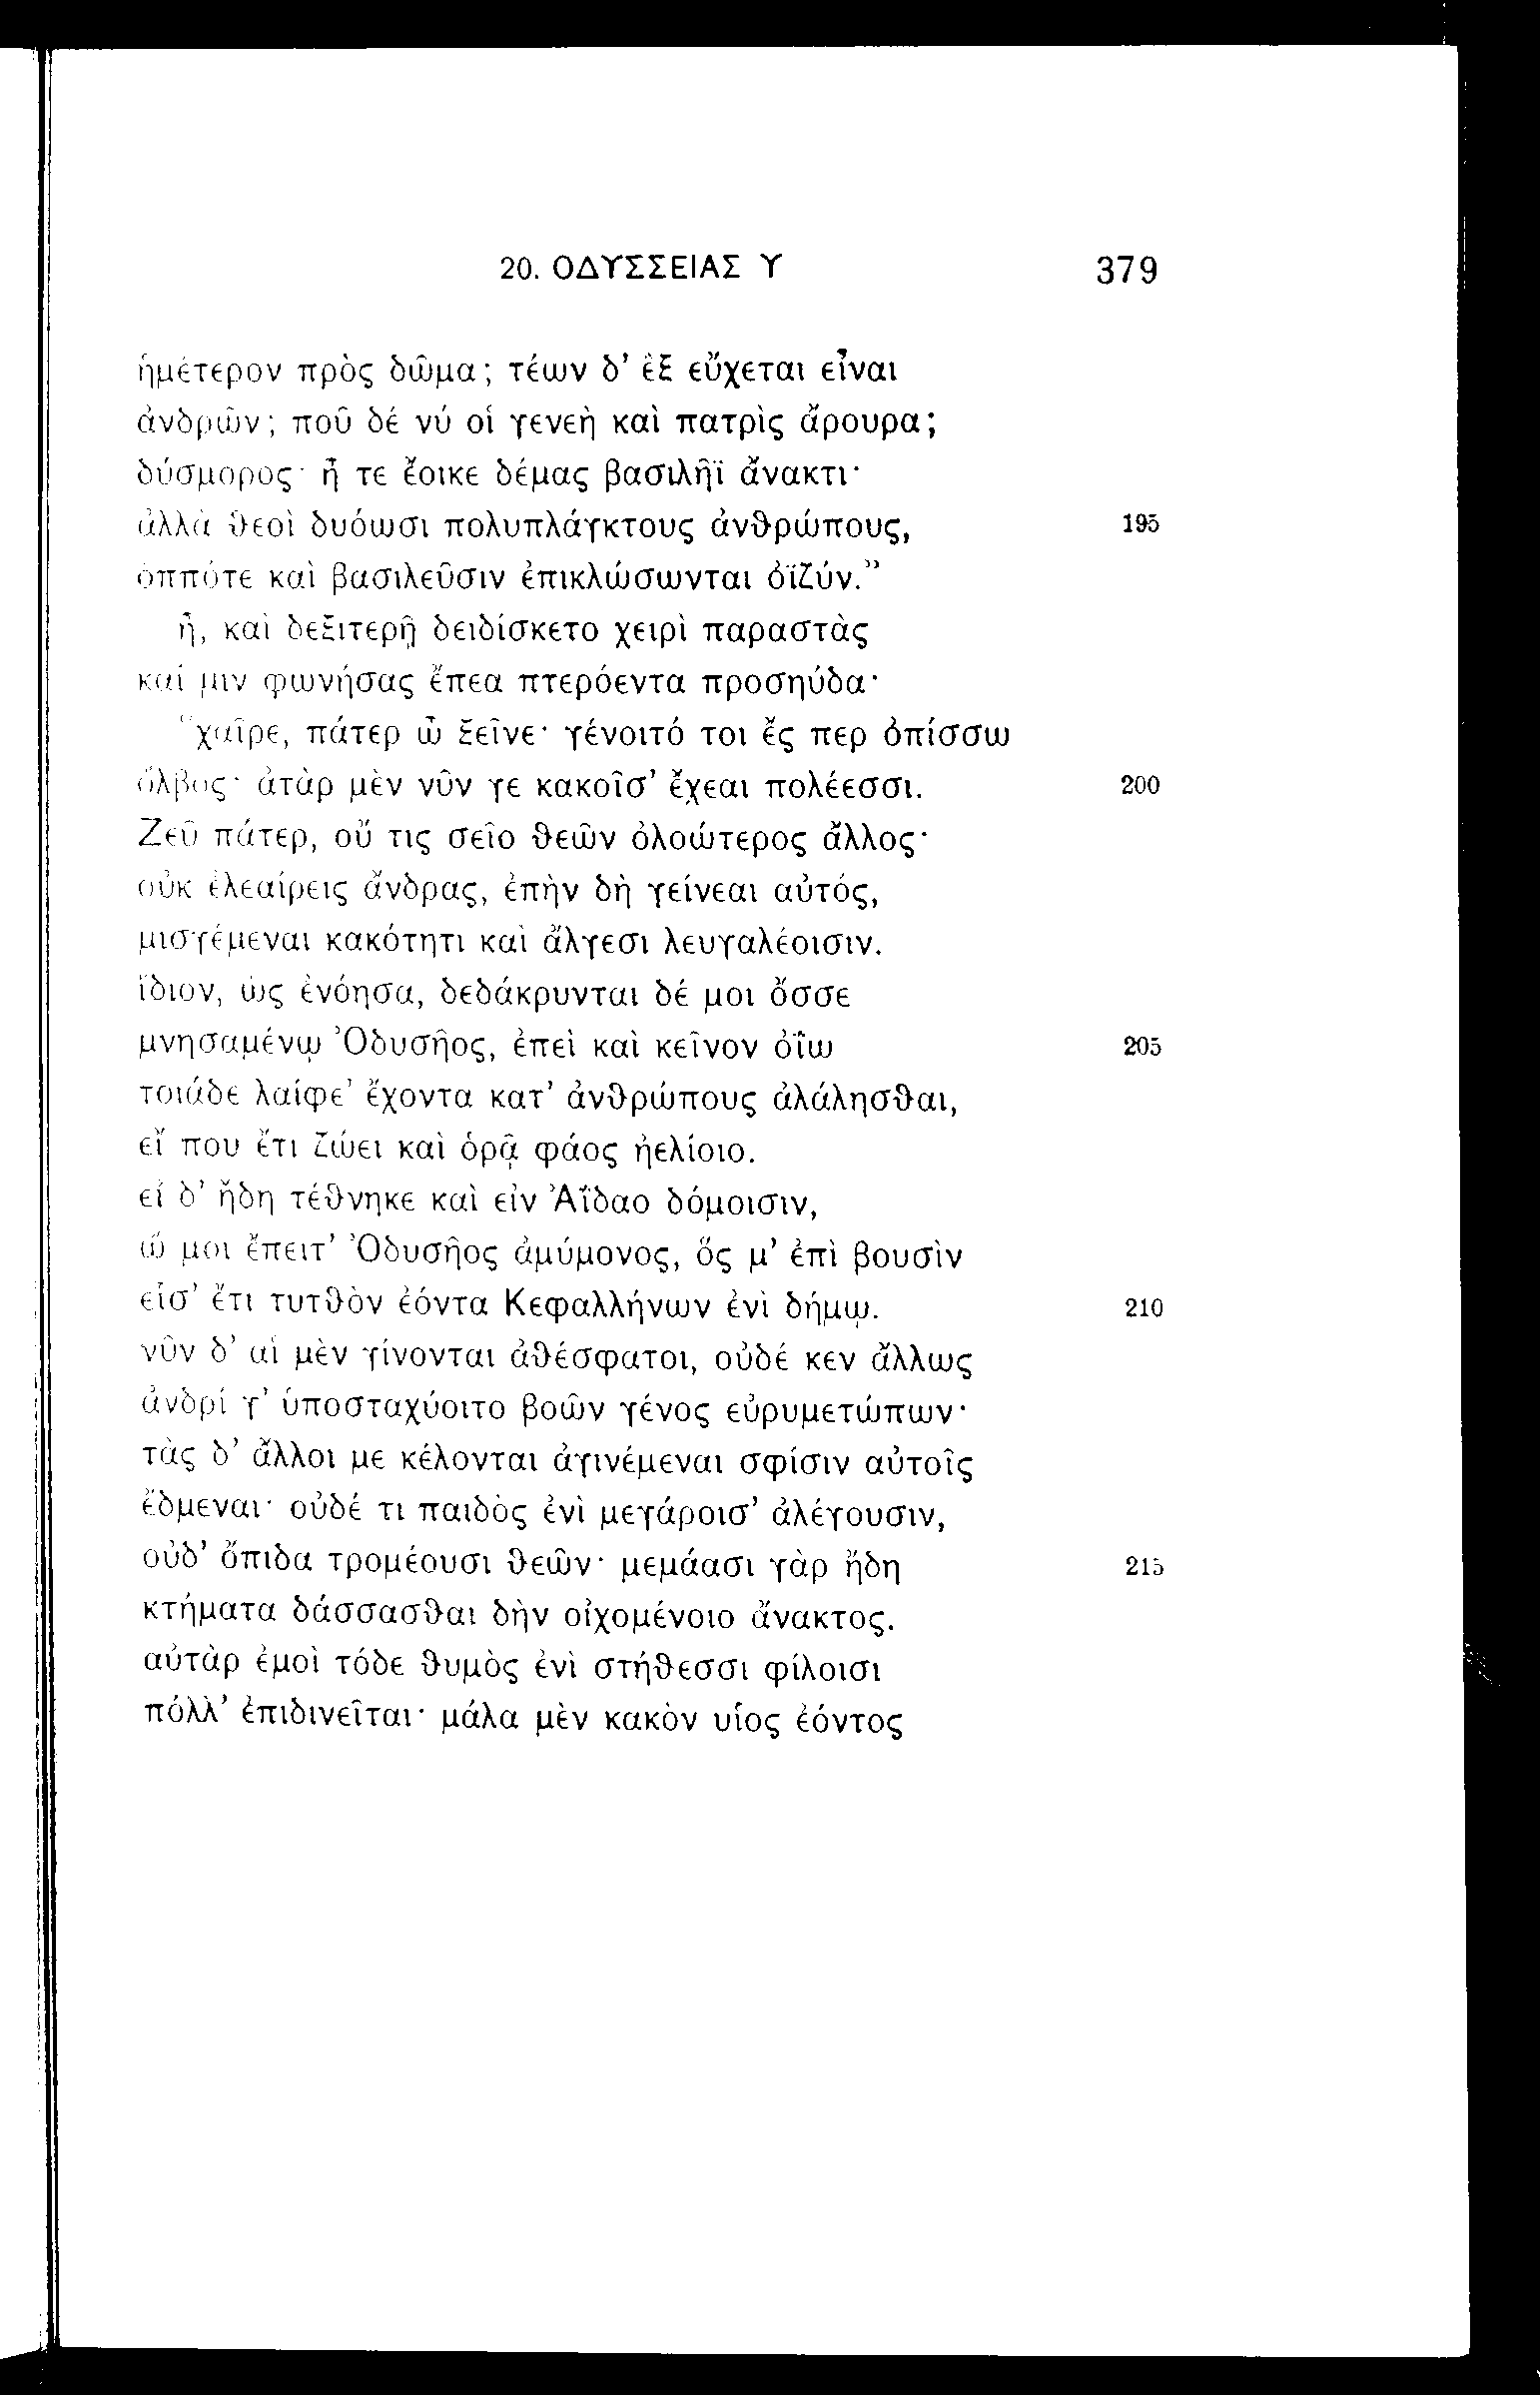 20. ΟΔΥΣΣΕΙΑΣ Υ 379
ἡμέτερον πρὸς δῶμα; τέων δ’ ἐξ εὔχεται εἶναι
ἀνδρῶν; ποῦ δέ νύ οἱ γενεὴ καὶ πατρὶς ἄρουρα;
δύσμορος· ἦ τε ἔοικε δέμας βασιλῆϊ ἄνακτι·
ἀλλὰ θεοὶ δυόωσι πολυπλάγκτους ἀνθρώπους, 195
ὁππότε καὶ βασιλεῦσιν ἐπικλώσωνται ὀϊζύν.”
ἦ, καὶ δεξιτερῇ δειδίσκετο χειρὶ παραστὰς
καί μιν φωνήσας ἔπεα πτερόεντα προσηύδα·
“χαῖρε, πάτερ ὦ ξεῖνε· γένοιτό τοι ἔς περ ὀπίσσω
ὄλβος· ἀτὰρ μὲν νῦν γε κακοῖσ’ ἔχεαι πολέεσσι. 200
Ζεῦ πάτερ, οὔ τις σεῖο θεῶν ὀλοώτερος ἄλλος·
οὐκ ἐλεαίρεις ἄνδρας, ἐπὴν δὴ γείνεαι αὐτός,
μισγέμεναι κακότητι καὶ ἄλγεσι λευγαλέοισιν.
ἴδιον, ὡς ἐνόησα, δεδάκρυνται δέ μοι ὄσσε
μνησαμένῳ Ὀδυσῆος, ἐπεὶ καὶ κεῖνον ὀΐω 205
τοιάδε λαίφε’ ἔχοντα κατ’ ἀνθρώπους ἀλάλησθαι,
εἴ που ἔτι ζώει καὶ ὁρᾷ φάος ἠελίοιο.
εἰ δ’ ἤδη τέθνηκε καὶ εἰν Ἀΐδαο δόμοισιν,
ὤ μοι ἔπειτ’ Ὀδυσῆος ἀμύμονος, ὅς μ’ ἐπὶ βουσὶν
εἷσ’ ἔτι τυτθὸν ἐόντα Κεφαλλήνων ἐνὶ δήμῳ. 210
νῦν δ’ αἱ μὲν γίνονται ἀθέσφατοι, οὐδέ κεν ἄλλως
ἀνδρί γ’ ὑποσταχύοιτο βοῶν γένος εὐρυμετώπων·
τὰς δ’ ἄλλοι με κέλονται ἀγινέμεναι σφίσιν αὐτοῖς
ἔδμεναι· οὐδέ τι παιδὸς ἐνὶ μεγάροισ’ ἀλέγουσιν,
οὐδ’ ὄπιδα τρομέουσι θεῶν· μεμάασι γὰρ ἤδη 215
κτήματα δάσσασθαι δὴν οἰχομένοιο ἄνακτος.
αὐτὰρ ἐμοὶ τόδε θυμὸς ἐνὶ στήθεσσι φίλοισι
πόλλ’ ἐπιδινεῖται· μάλα μὲν κακὸν υἷος ἐόντος